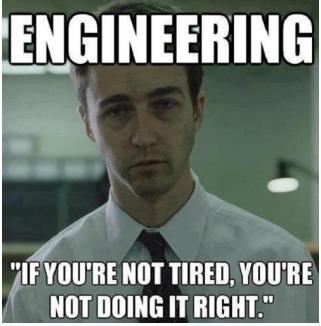 ENGINEERING
"IF YOU'RE NOT TIRED, YOU'RE
NOT DOING IT RIGHT."